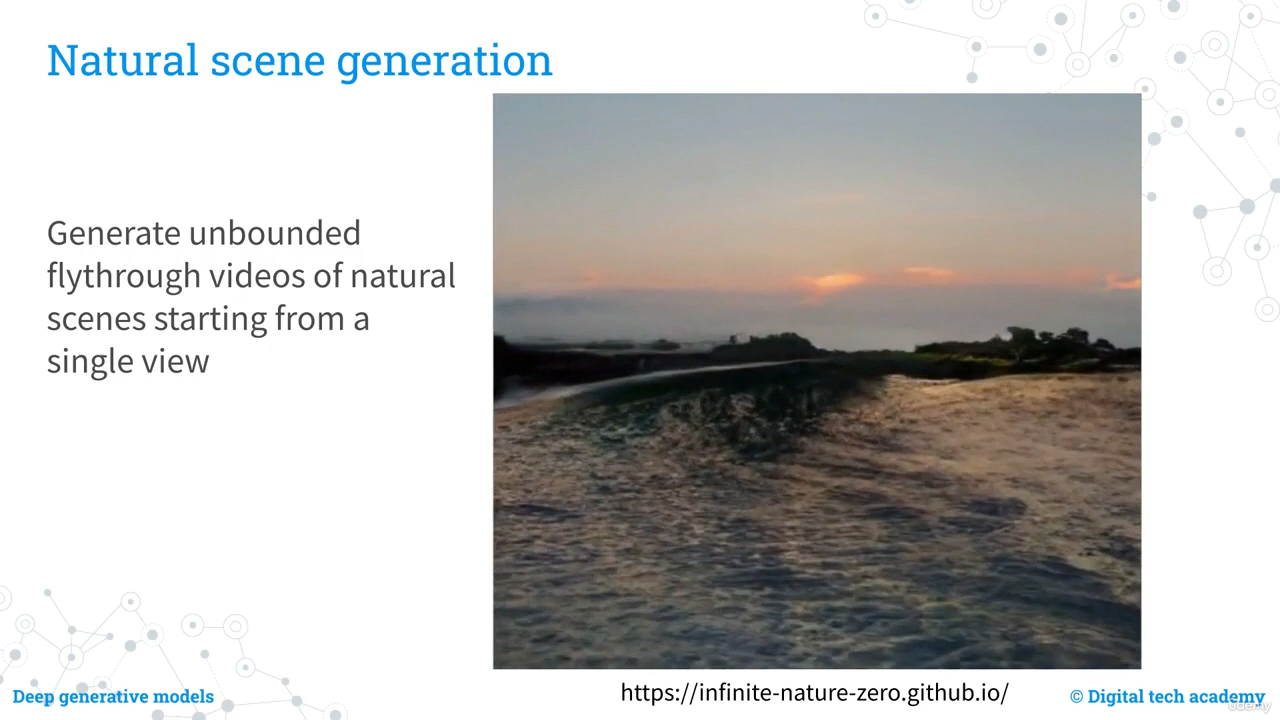 Natural scene generation
Generate unbounded
flythrough videos of natural
scenes starting from a
single view
https://infinite-nature-zero.github.io/
Deep generative models
© Digital tech academy
udemy